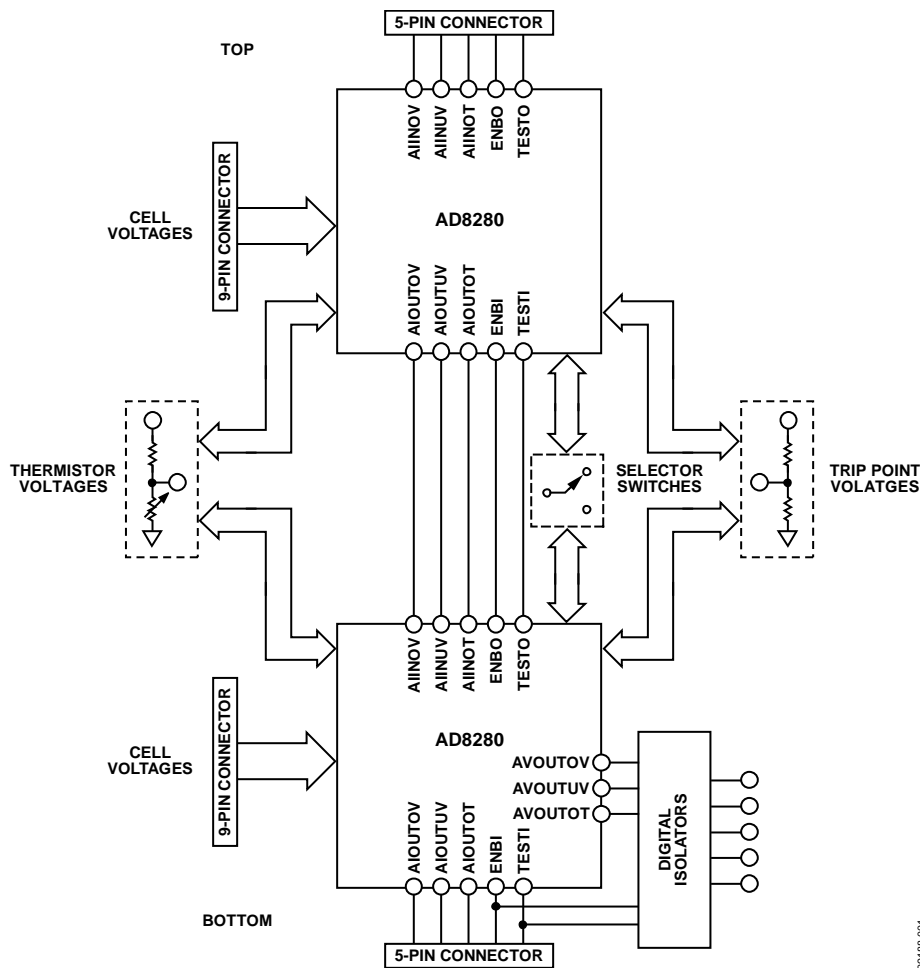 5-PIN CONNECTOR
TOP
AIINOV
AIINUV
AIINOT
ENBO
TESTO
9-PIN CONNECTOR
CELL
VOLTAGES
AD8280
AIOUTOV
AIOUTUV
AIOUTOT
ENBI
TESTI
THERMISTOR
VOLTAGES
SELECTOR
SWITCHES
TRIP POINT
VOLATGES
AIINOV
AIINUV
AIINOT
ENBO
TESTO
9-PIN CONNECTOR
CELL
VOLTAGES
AD8280
AVOUTOV
AVOUTUV
AVOUTOT
DIGITAL
ISOLATORS
AIOUTOV
AIOUTUV
AIOUTOT
ENBI
TESTI
BOTTOM
5-PIN CONNECTOR